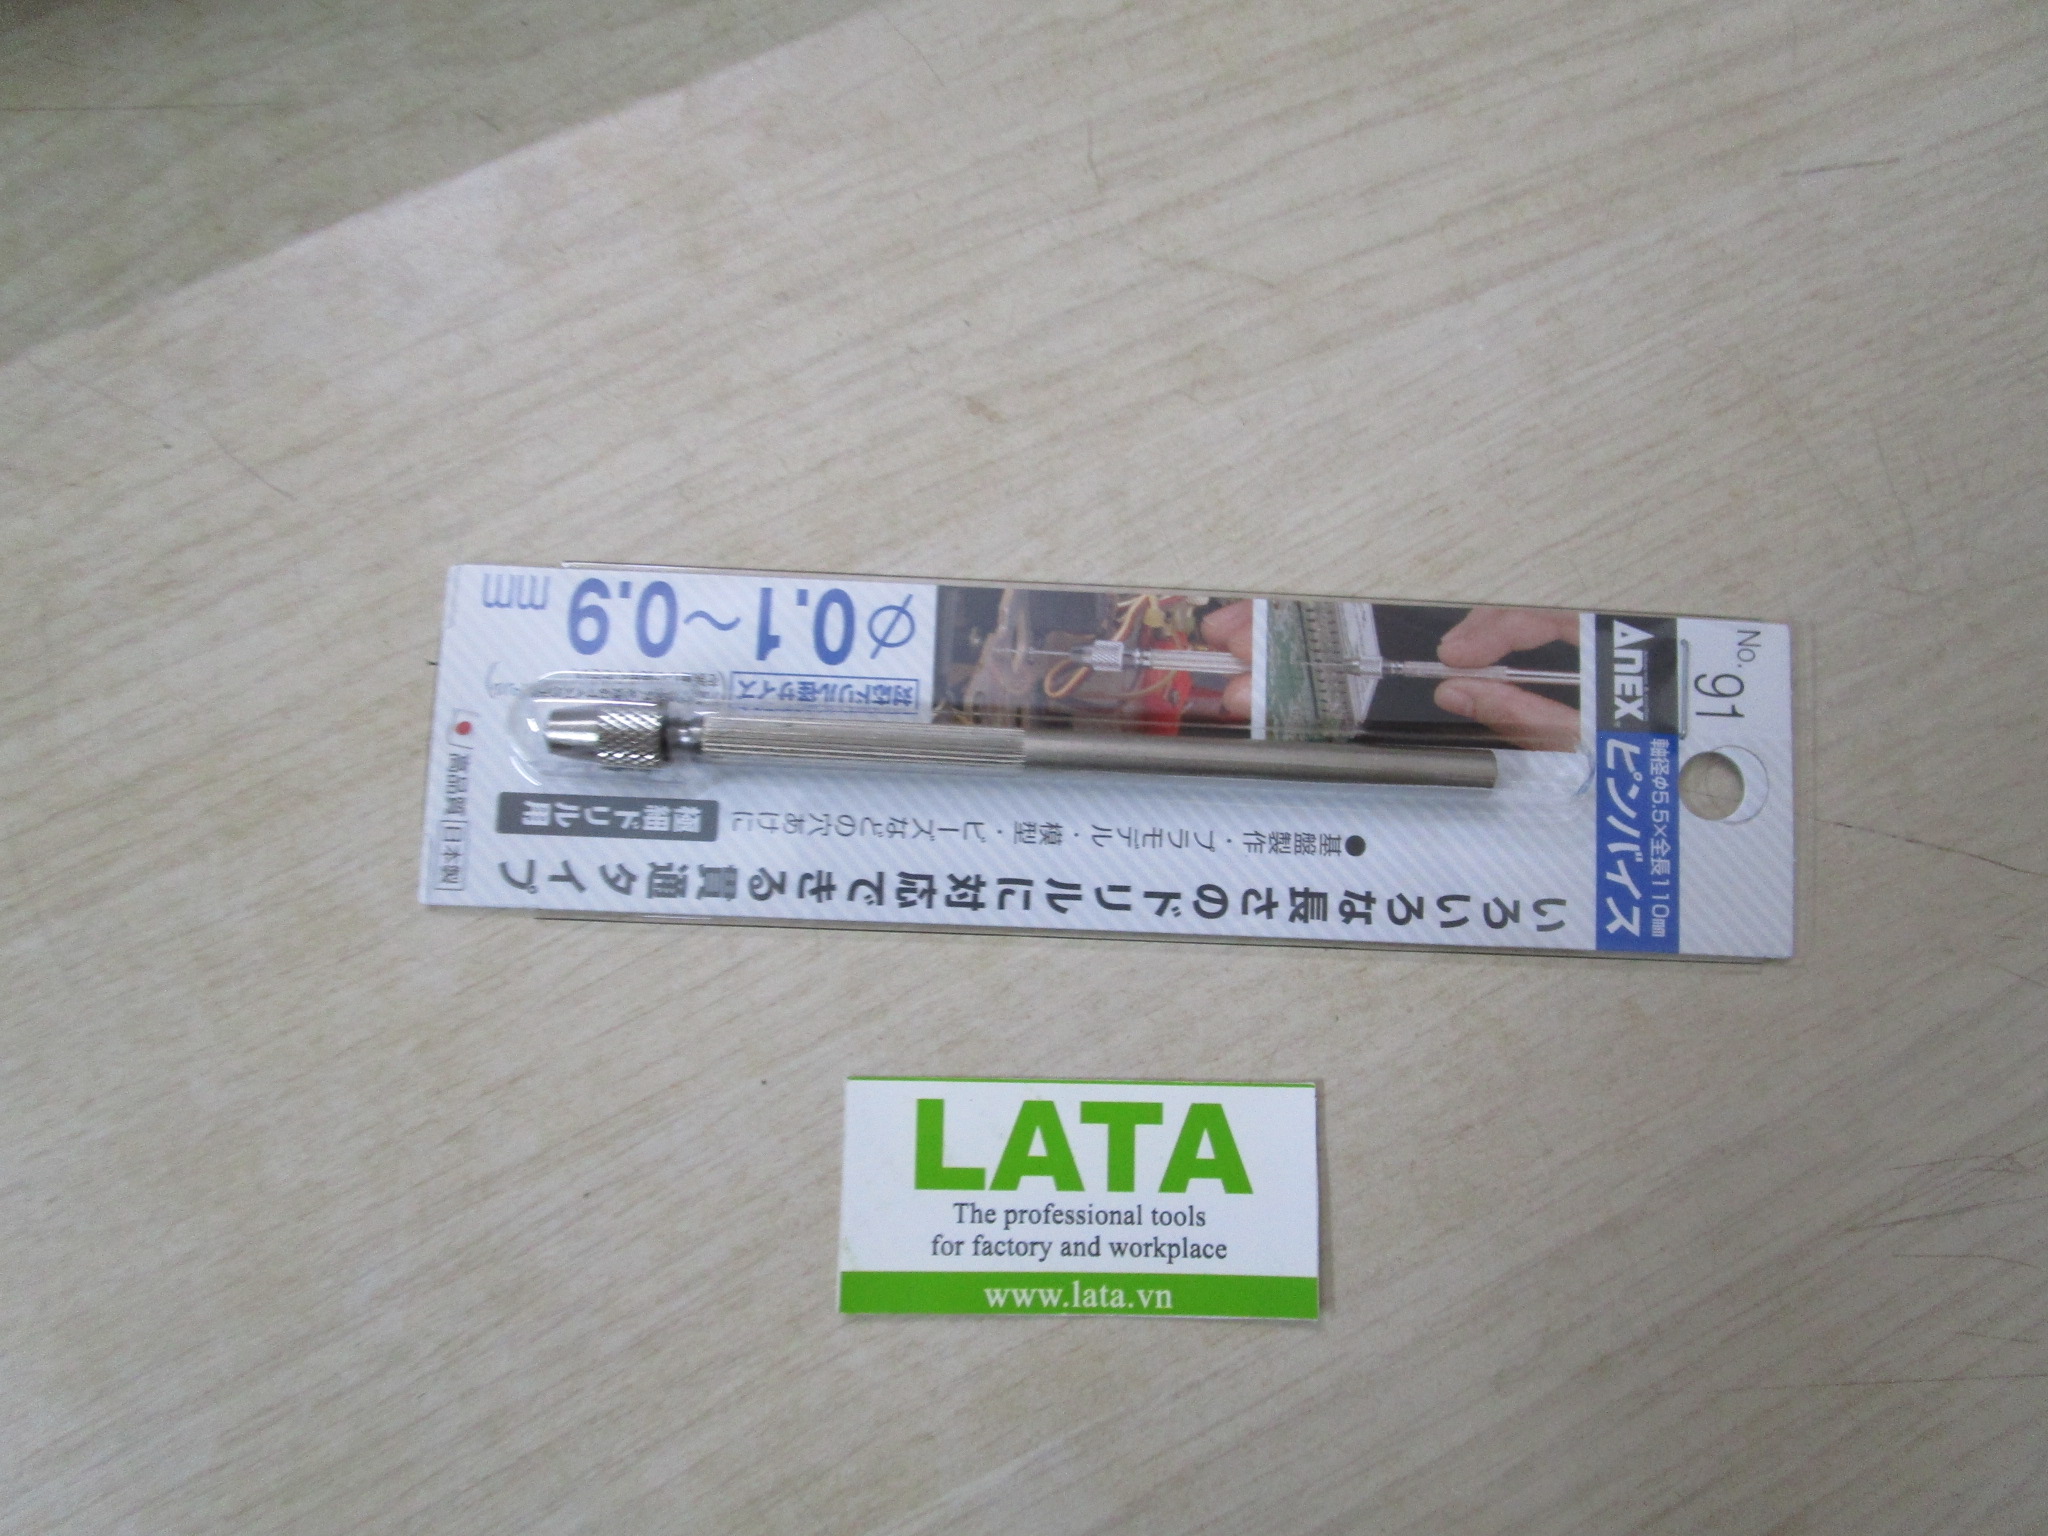 No. 91
ANEX
軸径φ5.5×全長110mm
ピンバイス
いろいろな長さのドリルに対応できる貫通タイプ
●基盤製作・プラモデル・模型・ビーズなどの穴あけに
極細ドリル用
φ0.1〜0.9
mm
高品質
日本製
LATA
The professional tools
for factory and workplace
www.lata.vn